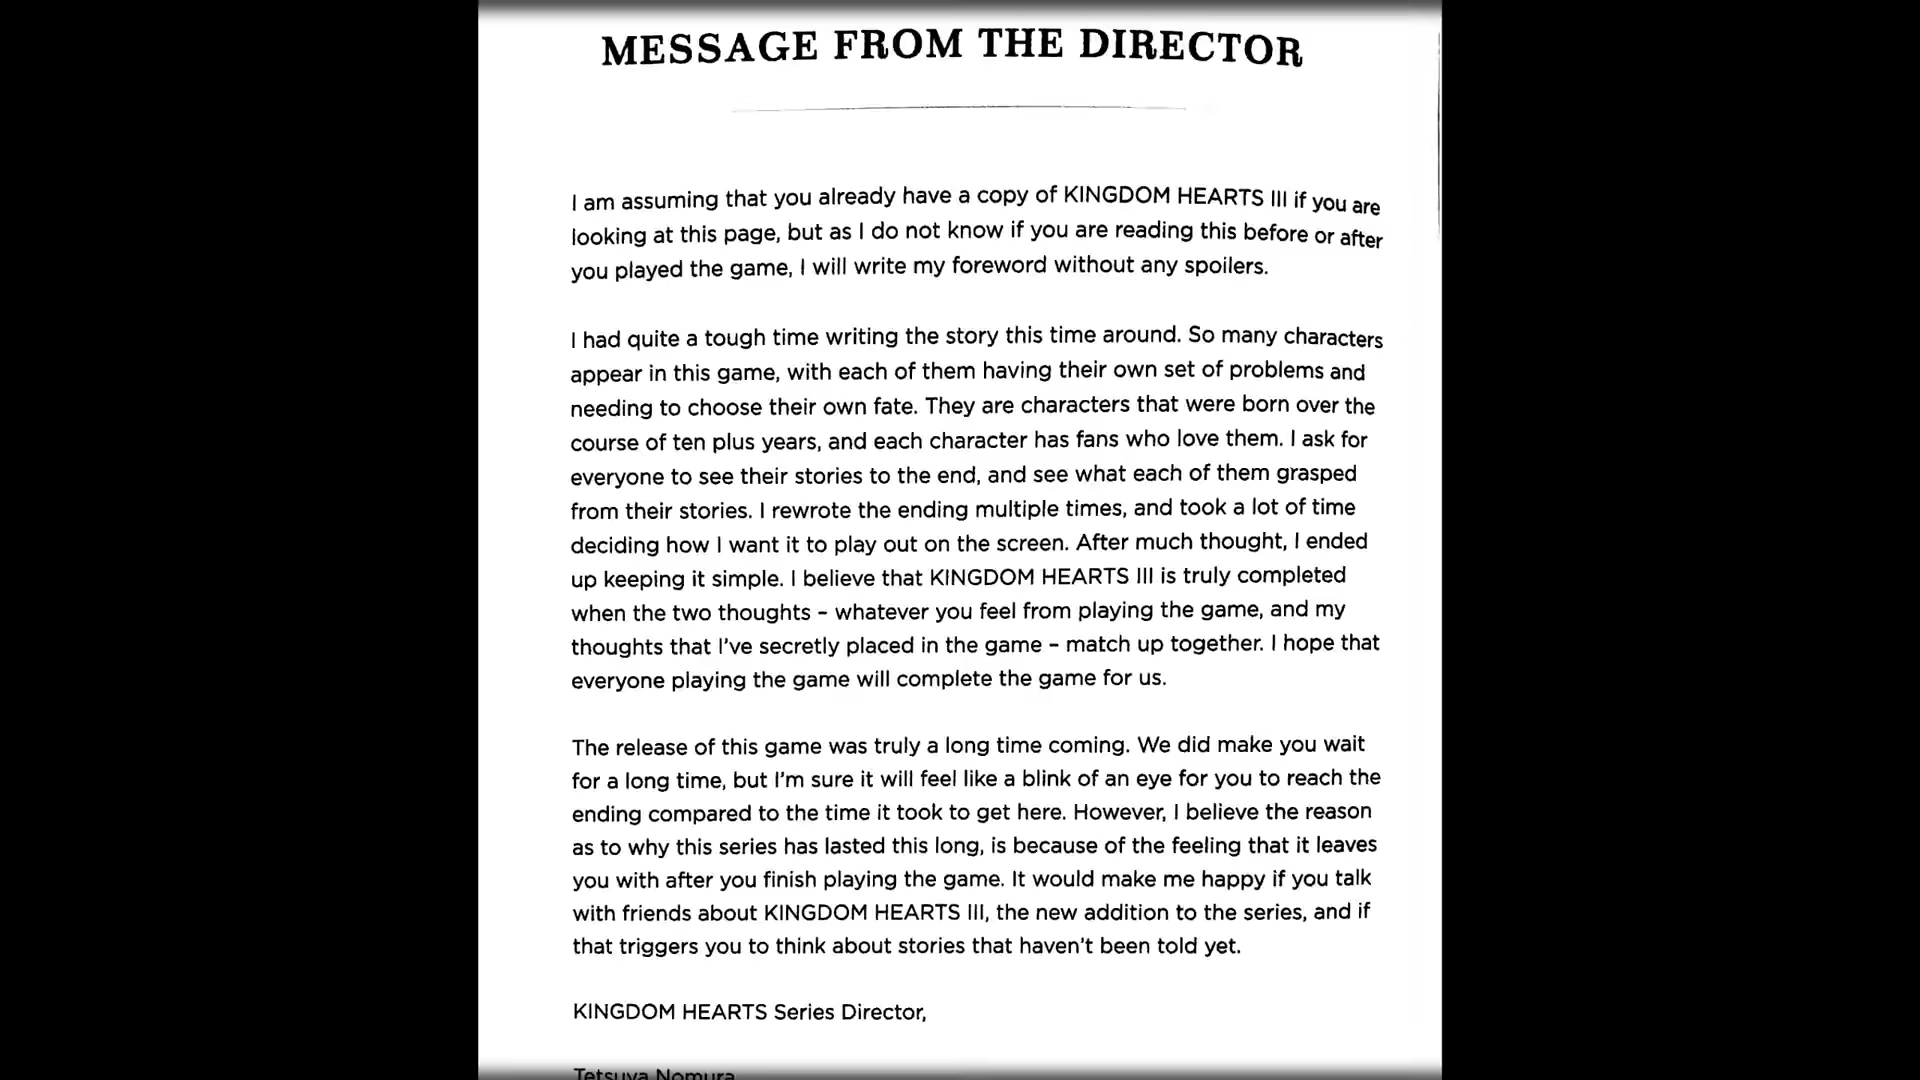 MESSAGE FROM THE DIRECTOR
I am assuming that you already have a copy of KINGDOM HEARTS III if you are
looking at this page, but as I do not know if you are reading this before or after
you played the game, I will write my foreword without any spoilers.
I had quite a tough time writing the story this time around. So many characters
appear in this game, with each of them having their own set of problems and
needing to choose their own fate. They are characters that were born over the
course of ten plus years, and each character has fans who love them. I ask for
everyone to see their stories to the end, and see what each of them grasped
from their stories. I rewrote the ending multiple times, and took a lot of time
deciding how I want it to play out on the screen. After much thought, I ended
up keeping it simple. I believe that KINGDOM HEARTS III is truly completed
when the two thoughts – whatever you feel from playing the game, and my
thoughts that I've secretly placed in the game – match up together. I hope that
everyone playing the game will complete the game for us.
The release of this game was truly a long time coming. We did make you wait
for a long time, but I'm sure it will feel like a blink of an eye for you to reach the
ending compared to the time it took to get here. However, I believe the reason
as to why this series has lasted this long, is because of the feeling that it leaves
you with after you finish playing the game. It would make me happy if you talk
with friends about KINGDOM HEARTS III, the new addition to the series, and if
that triggers you to think about stories that haven't been told yet.
KINGDOM HEARTS Series Director,
Tetsuya Nomura